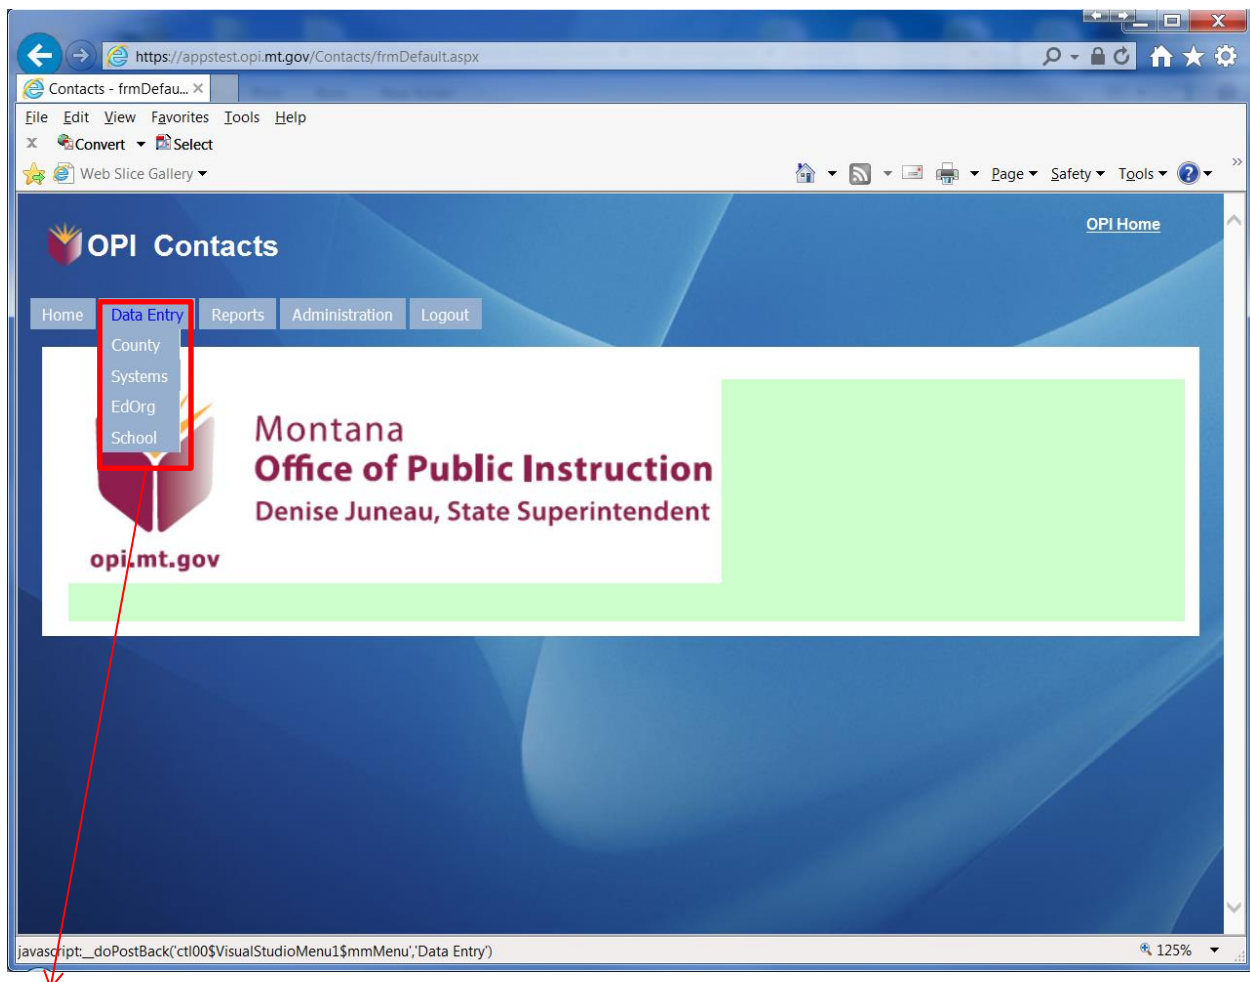 https://appstest.opi.mt.gov/Contacts/frmDefault.aspx
Contacts - frmDefau...
File Edit View Favorites Tools Help
x Convert Select
Web Slice Gallery
Page Safety Tools
OPI Home
OPI Contacts
Home Data Entry Reports Administration Logout
County
Systems
EdOrg
School
Montana
Office of Public Instruction
Denise Juneau, State Superintendent
opi.mt.gov
javascript:__doPostBack('ctl00$VisualStudioMenu1$mmMenu','Data Entry')
125%